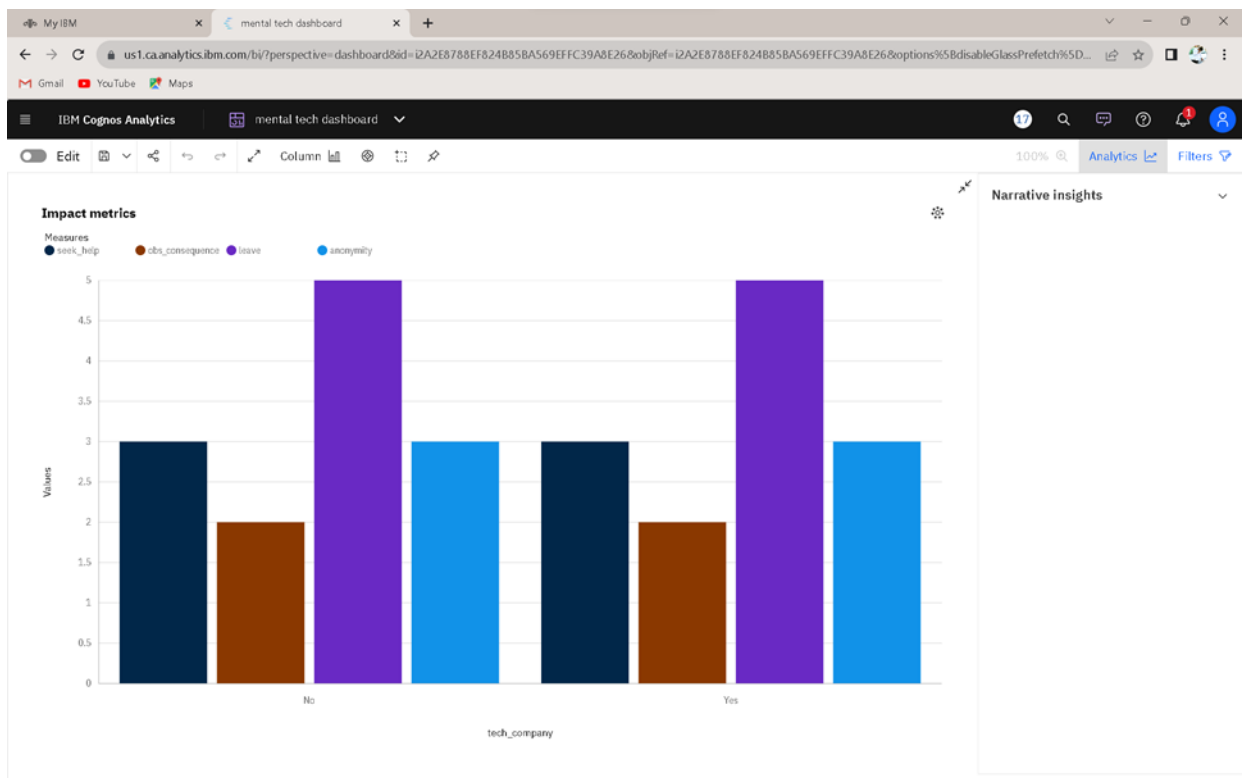 My IBM
mental tech dashboard
us1.ca.analytics.ibm.com/bi/?perspective=dashboard&id=i2A2E8788EF824B85BA569EFFC39A8E26&objRef=i2A2E8788EF824B85BA569EFFC39A8E26&options%5BdisableGlassPrefetch%5D...
Gmail YouTube Maps
IBM Cognos Analytics mental tech dashboard 17 1
Edit Column 100% Analytics Filters
Narrative insights
Impact metrics
Measures
seek_help obs_consequence leave anonymity
5
4.5
4
3.5
3
2.5
2
1.5
1
0.5
0
Values
No Yes
tech_company